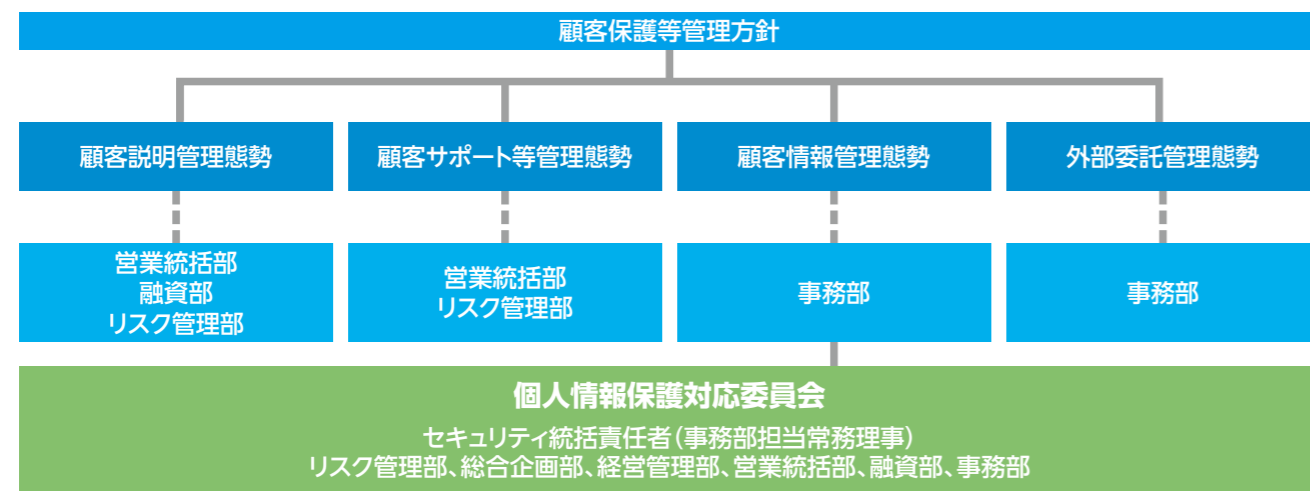 顧客保護等管理方針
顧客説明管理態勢
顧客サポート等管理態勢
顧客情報管理態勢
外部委託管理態勢
営業統括部
融資部
リスク管理部
営業統括部
リスク管理部
事務部
事務部
個人情報保護対応委員会
セキュリティ統括責任者(事務部担当常務理事)
リスク管理部、総合企画部、経営管理部、営業統括部、融資部、事務部